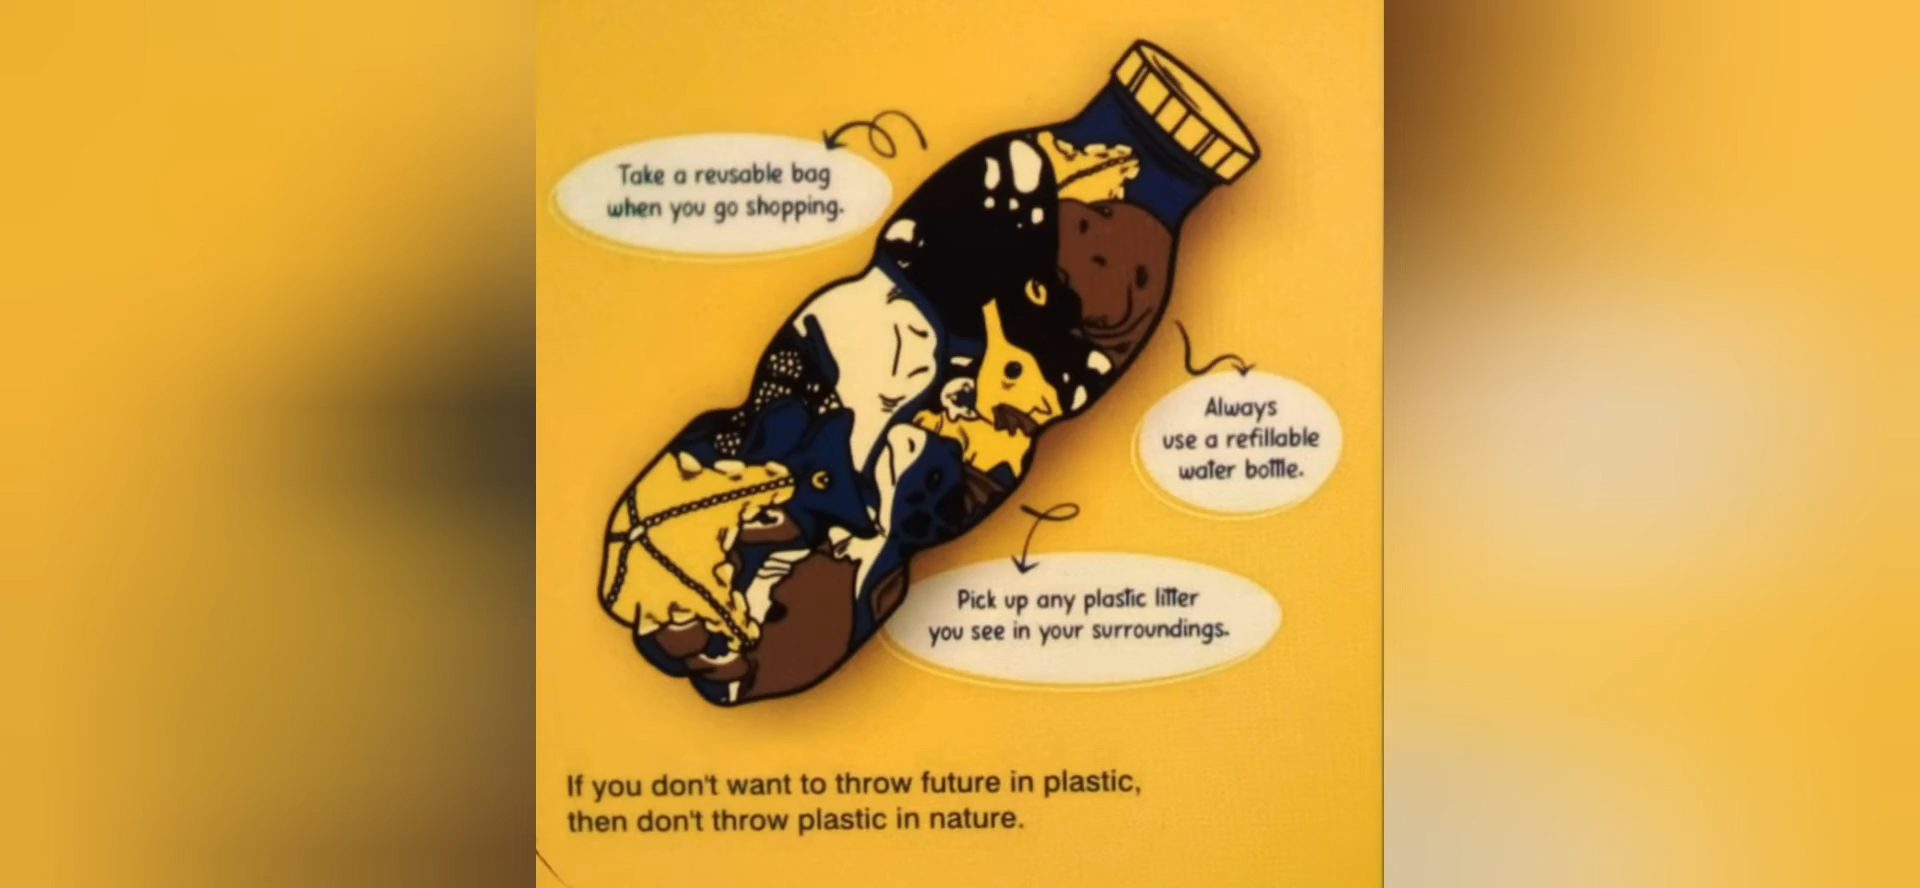 Take a reusable bag
when you go shopping.
Always
use a refillable
water bottle.
Pick up any plastic litter
you see in your surroundings.
If you don't want to throw future in plastic,
then don't throw plastic in nature.